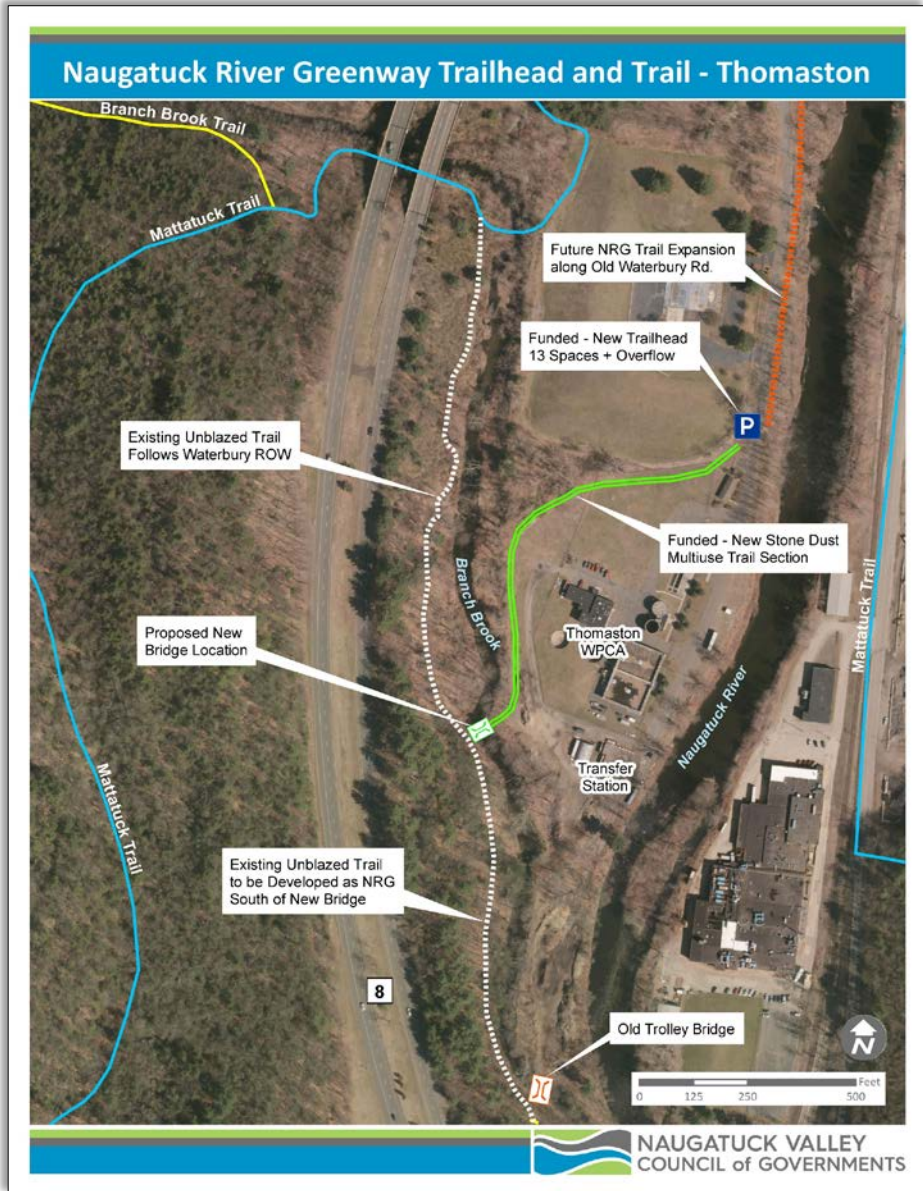 Naugatuck River Greenway Trailhead and Trail - Thomaston
Branch Brook Trail
Mattatuck Trail
Future NRG Trail Expansion
along Old Waterbury Rd.
Funded - New Trailhead
13 Spaces + Overflow
P
Existing Unblazed Trail
Follows Waterbury ROW
Funded - New Stone Dust
Multiuse Trail Section
Branch Brook
Mattatuck Trail
Proposed New
Bridge Location
Thomaston
WPCA
Naugatuck River
Transfer
Station
Mattatuck Trail
Existing Unblazed Trail
to be Developed as NRG
South of New Bridge
8
Old Trolley Bridge
N
Feet
0 125 250 500
NAUGATUCK VALLEY
COUNCIL of GOVERNMENTS